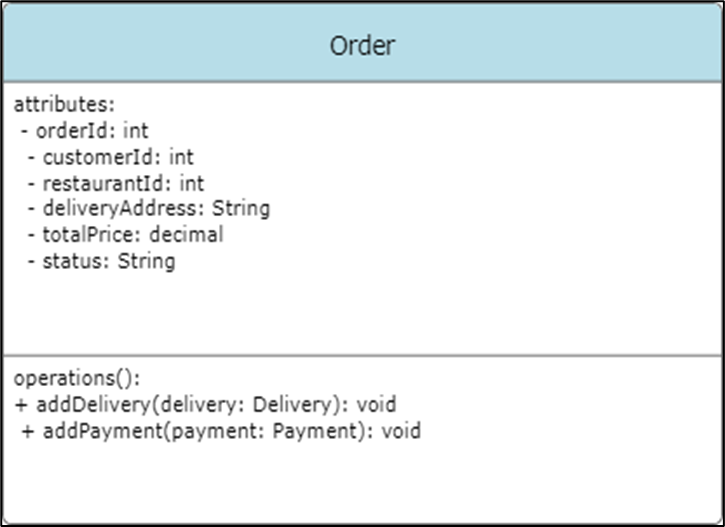 Order
attributes:
- orderId: int
- customerId: int
- restaurantId: int
- deliveryAddress: String
- totalPrice: decimal
- status: String
operations():
+ addDelivery(delivery: Delivery): void
+ addPayment(payment: Payment): void